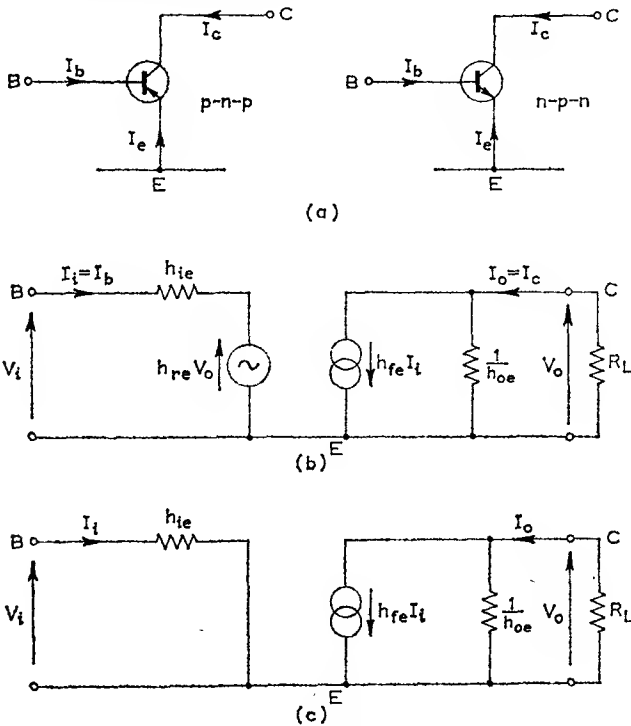 C C
I_c I_c
B I_b p-n-p B I_b n-p-n
I_e I_e
E E
(a)
B I_i=I_b h_ie I_o=I_c C
V_i h_re V_o ~ h_fe I_i 1/h_oe V_o R_L
E
(b)
B I_i h_ie I_o C
V_i h_fe I_i 1/h_oe V_o R_L
E
(c)